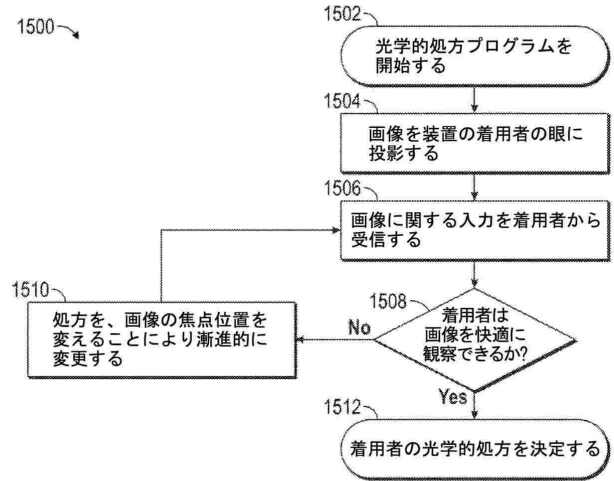 1500
1502
光学的処方プログラムを
開始する
1504
画像を装置の着用者の眼に
投影する
1506
画像に関する入力を着用者から
受信する
1508
着用者は
画像を快適に
観察できるか?
No
1510
処方を、画像の焦点位置を
変えることにより漸進的に
変更する
Yes
1512
着用者の光学的処方を決定する